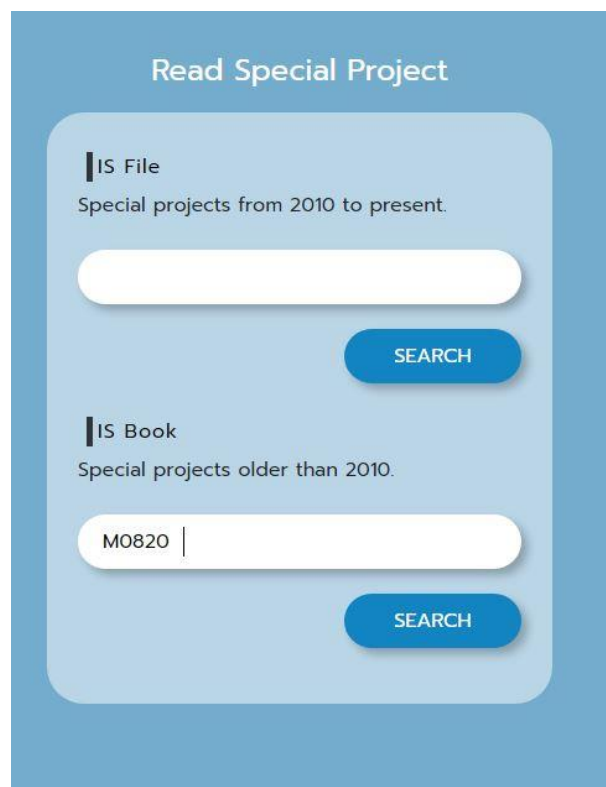 Read Special Project
IS File
Special projects from 2010 to present.
SEARCH
IS Book
Special projects older than 2010.
M0820
SEARCH